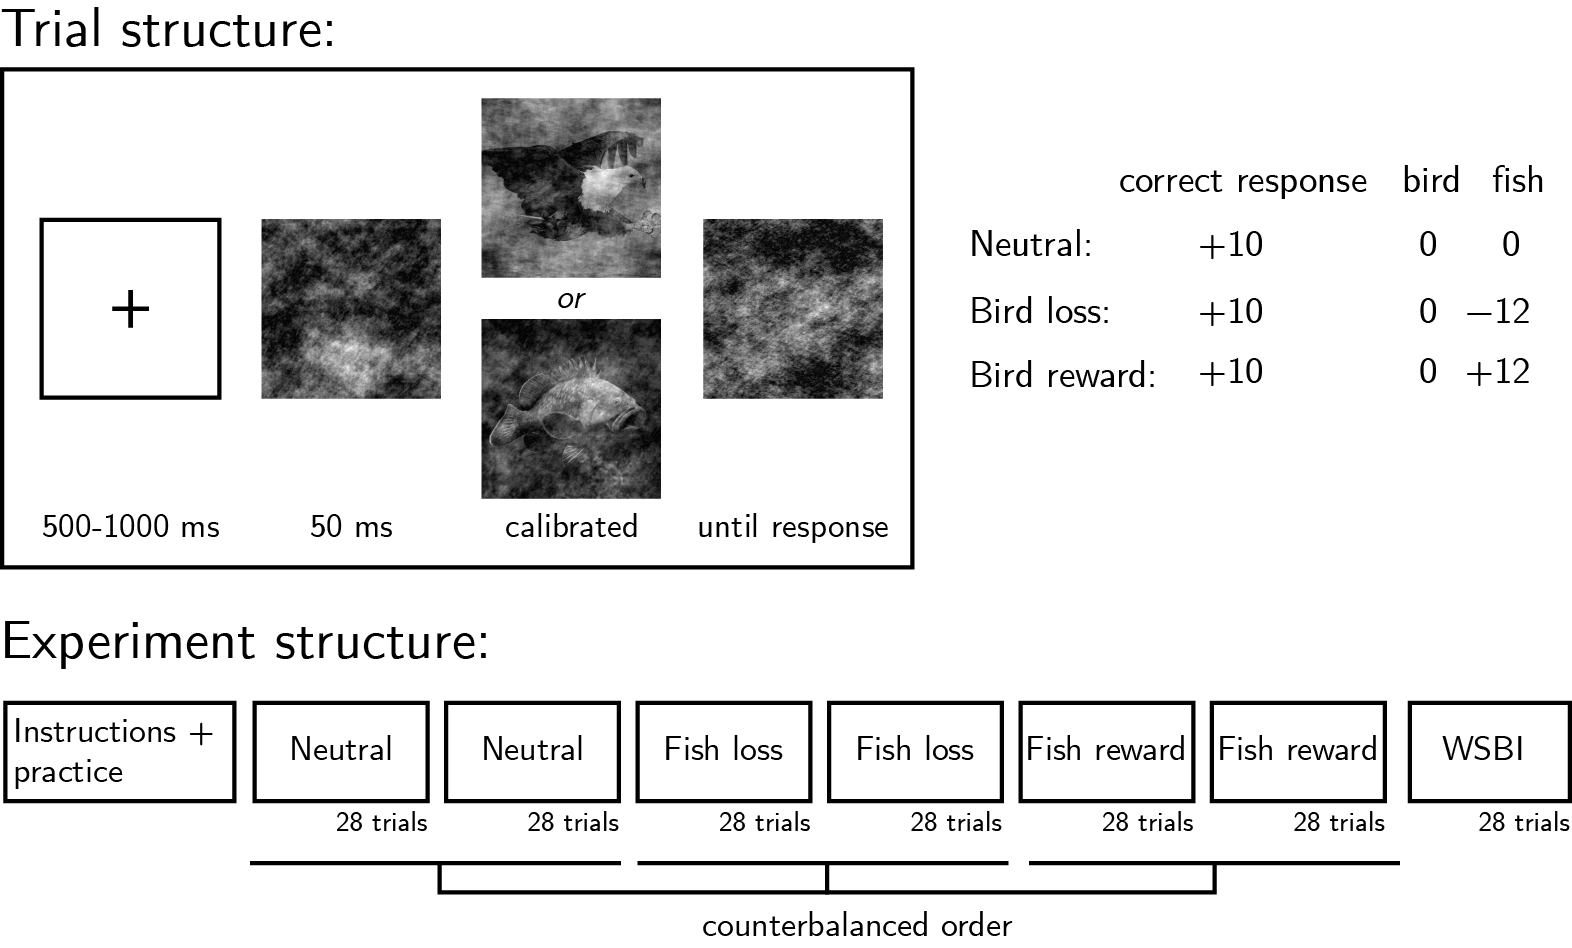 Trial structure:
+
or
500-1000 ms 50 ms calibrated until response
correct response bird fish
Neutral: +10 0 0
Bird loss: +10 0 −12
Bird reward: +10 0 +12
Experiment structure:
Instructions +
practice
Neutral Neutral Fish loss Fish loss Fish reward Fish reward WSBI
28 trials 28 trials 28 trials 28 trials 28 trials 28 trials 28 trials
counterbalanced order